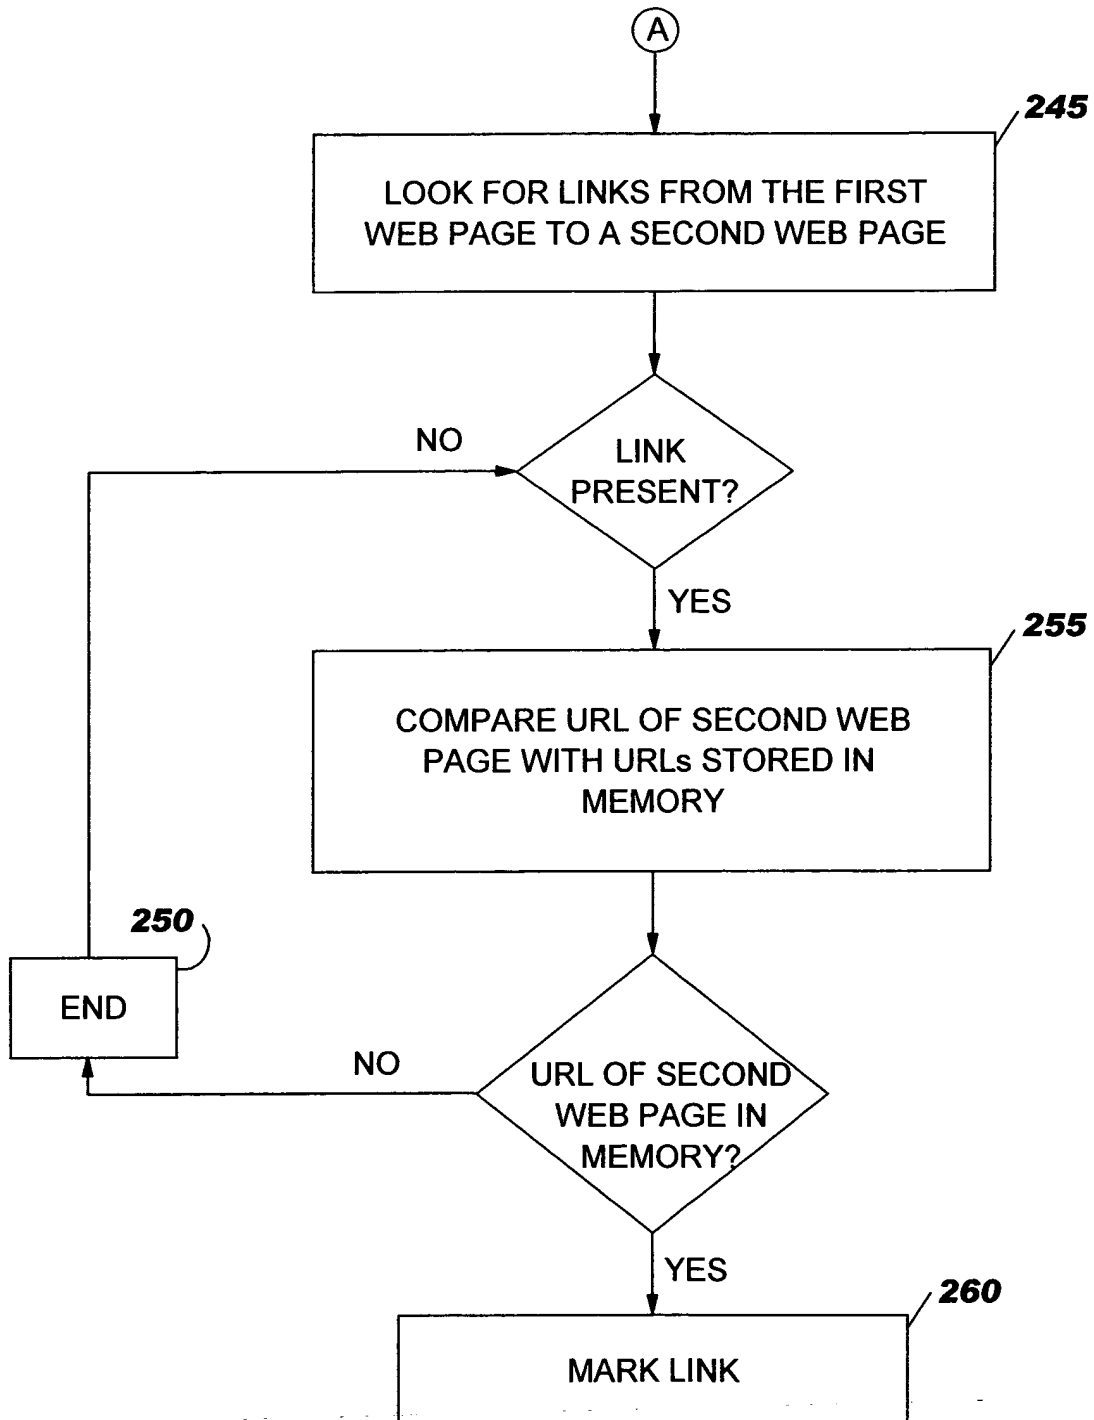 A
245
LOOK FOR LINKS FROM THE FIRST
WEB PAGE TO A SECOND WEB PAGE
NO
LINK
PRESENT?
YES
255
COMPARE URL OF SECOND WEB
PAGE WITH URLs STORED IN
MEMORY
250
END
NO
URL OF SECOND
WEB PAGE IN
MEMORY?
YES
260
MARK LINK